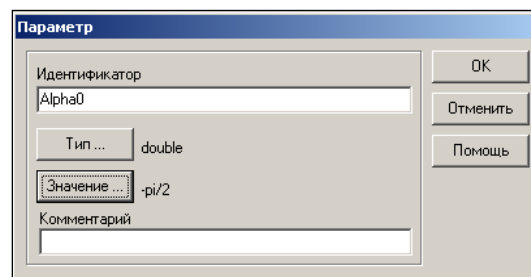 Параметр
Идентификатор
Alpha0
Тип ...
double
Значение ...
-pi/2
Комментарий
OK
Отменить
Помощь